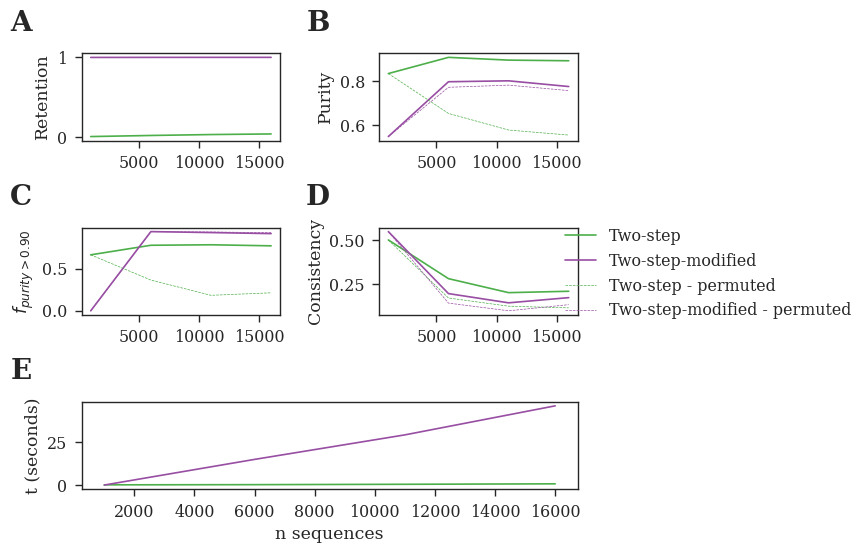 A
Retention
1
0
5000 10000 15000
B
Purity
0.8
0.6
5000 10000 15000
C
f purity > 0.90
0.5
0.0
5000 10000 15000
D
Consistency
0.50
0.25
5000 10000 15000
Two-step
Two-step-modified
Two-step - permuted
Two-step-modified - permuted
E
t (seconds)
25
0
2000 4000 6000 8000 10000 12000 14000 16000
n sequences